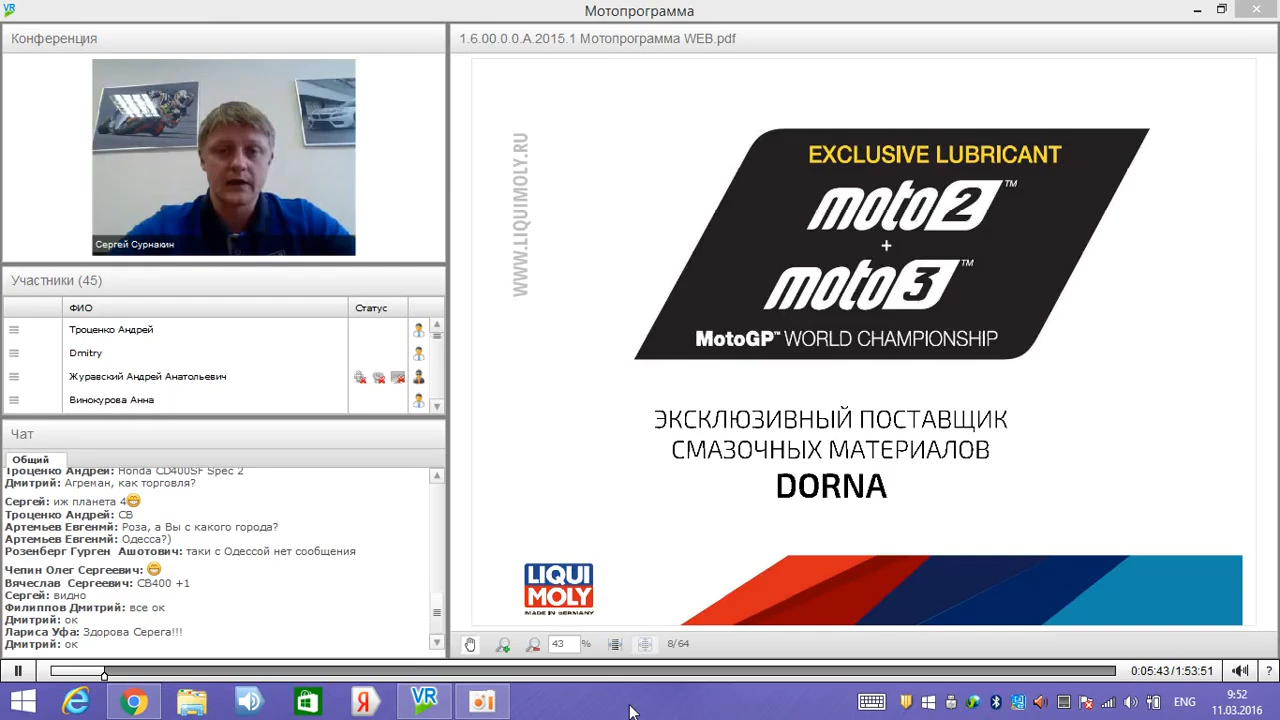 VR
Мотопрограмма
Конференция
Сергей Сурнакин
Участники (45)
ФИО
Статус
Троценко Андрей
Dmitry
Журавский Андрей Анатольевич
Винокурова Анна
Чат
Общий
Троценко Андрей: Honda CD400SF Spec 2
Дмитрий: Агреман, как торговля?
Сергей: иж планета 4
Троценко Андрей: CB
Артемьев Евгенмй: Роза, а Вы с какого города?
Артемьев Евгенмй: Одесса?)
Розенберг Гурген Ашотович: таки с Одессой нет сообщения
Чепин Олег Сергеевич:
Вячеслав Сергеевич: CB400 +1
Сергей: видно
Филиппов Дмитрий: все ок
Дмитрий: ок
Лариса Уфа: Здорова Серега!!!
Дмитрий: ок
1.6.00.0.0.A.2015.1 Мотопрограмма WEB.pdf
WWW.LIQUIMOLY.RU
EXCLUSIVE LUBRICANT
moto2™
+
moto3™
MotoGP™ WORLD CHAMPIONSHIP
ЭКСКЛЮЗИВНЫЙ ПОСТАВЩИК
СМАЗОЧНЫХ МАТЕРИАЛОВ
DORNA
LIQUI
MOLY
MADE IN GERMANY
43 %
8/64
0:05:43/1:53:51
?
Я
VR
ENG
9:52
11.03.2016